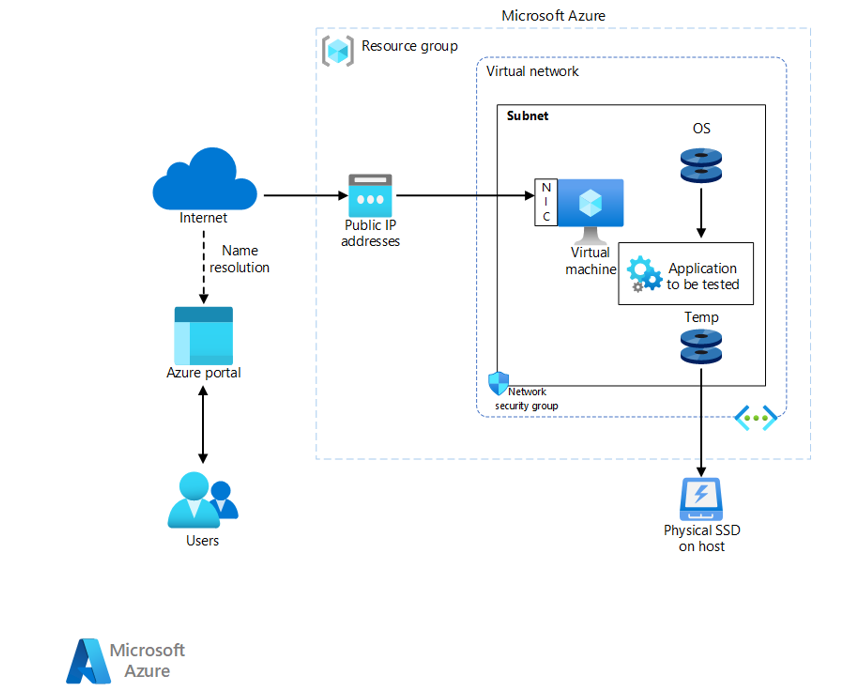 Microsoft Azure
Resource group
Virtual network
Subnet
OS
Internet
Public IP
addresses
N
I
C
Virtual
machine
Application
to be tested
Name
resolution
Temp
Azure portal
Network
security group
Users
Physical SSD
on host
Microsoft
Azure